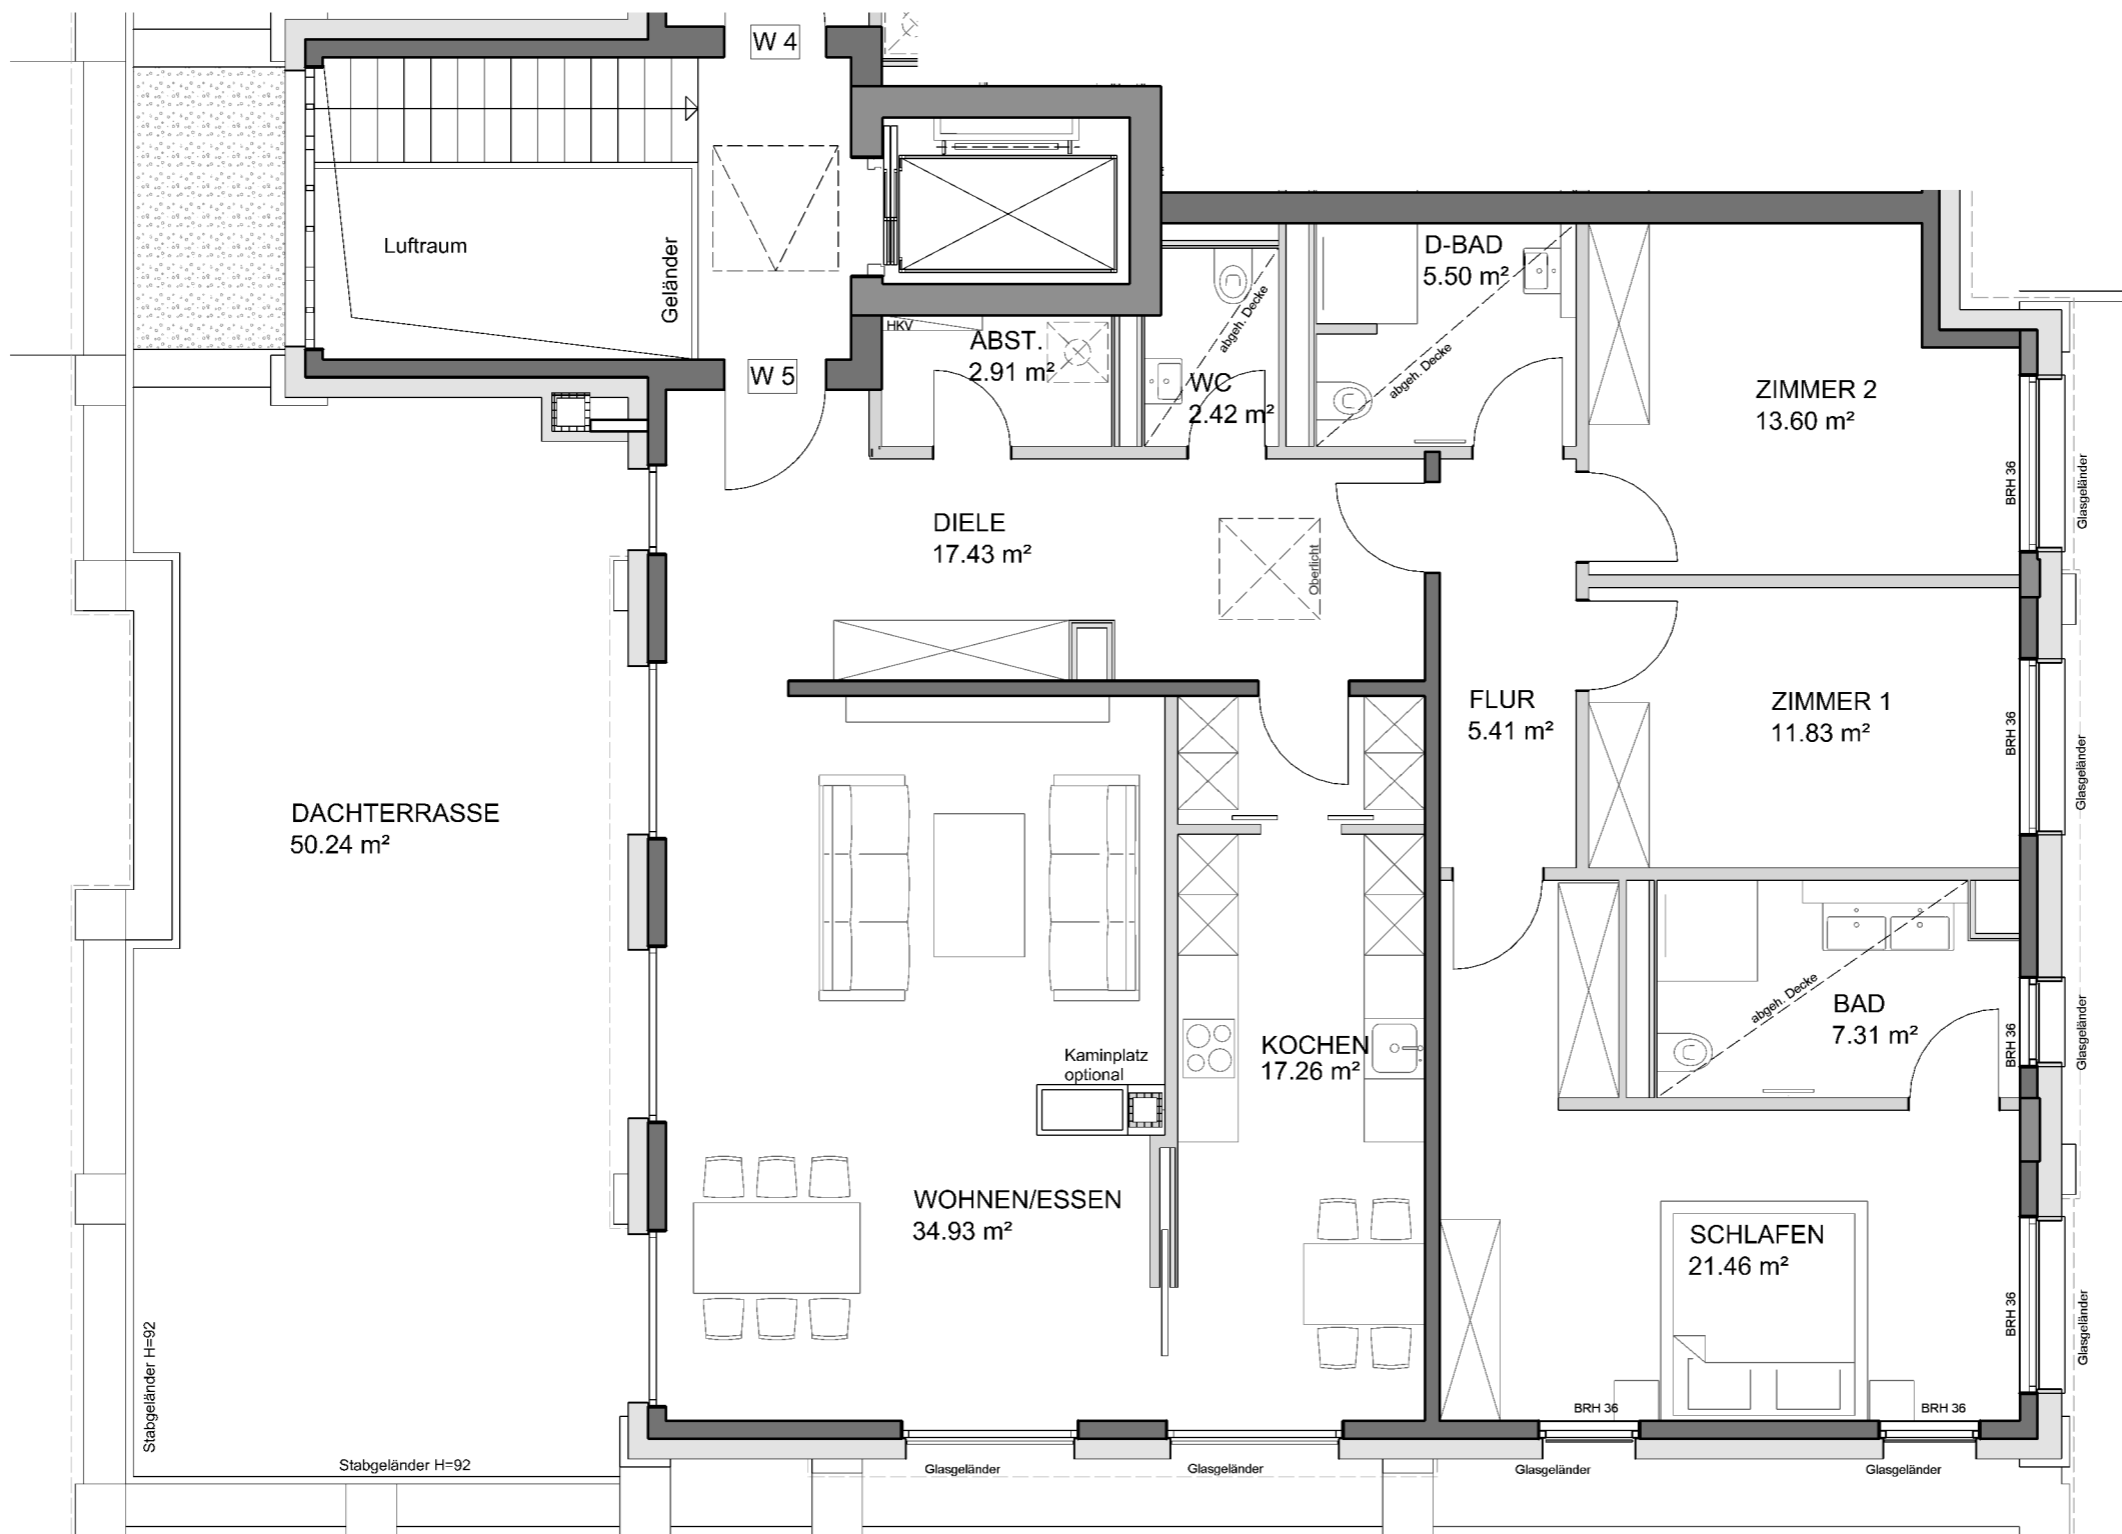 W 4
Luftraum
Geländer
W 5
HKV
ABST.
2.91 m²
abgeh. Decke
WC
2.42 m²
D-BAD
5.50 m²
abgeh. Decke
ZIMMER 2
13.60 m²
BRH 36
Glasgeländer
DIELE
17.43 m²
Oberlicht
FLUR
5.41 m²
ZIMMER 1
11.83 m²
BRH 36
Glasgeländer
DACHTERRASSE
50.24 m²
Kaminplatz
optional
KOCHEN
17.26 m²
abgeh. Decke
BAD
7.31 m²
BRH 36
Glasgeländer
WOHNEN/ESSEN
34.93 m²
SCHLAFEN
21.46 m²
BRH 36
Glasgeländer
BRH 36
BRH 36
Stabgeländer H=92
Stabgeländer H=92
Glasgeländer
Glasgeländer
Glasgeländer
Glasgeländer